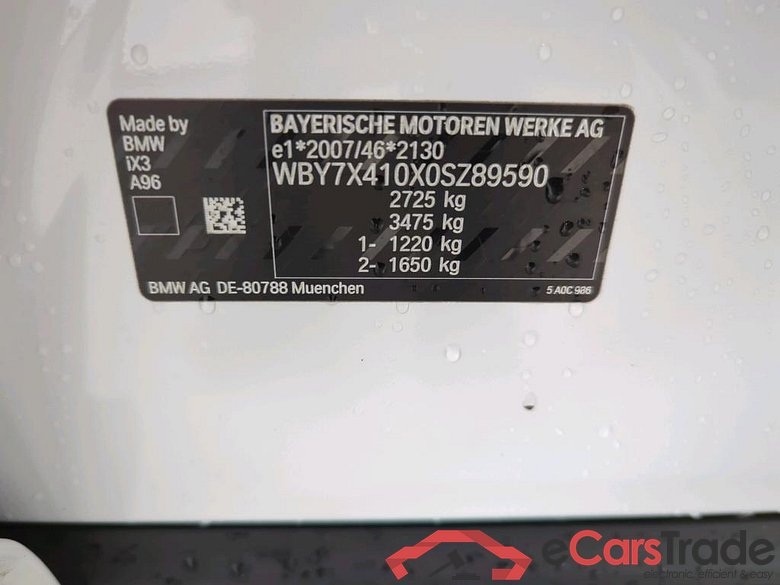 Made by
BMW
iX3
A96
BAYERISCHE MOTOREN WERKE AG
e1*2007/46*2130
WBY7X410X0SZ89590
2725 kg
3475 kg
1- 1220 kg
2- 1650 kg
BMW AG DE-80788 Muenchen
5 A0C 986
eCarsTrade
electronic, efficient & easy